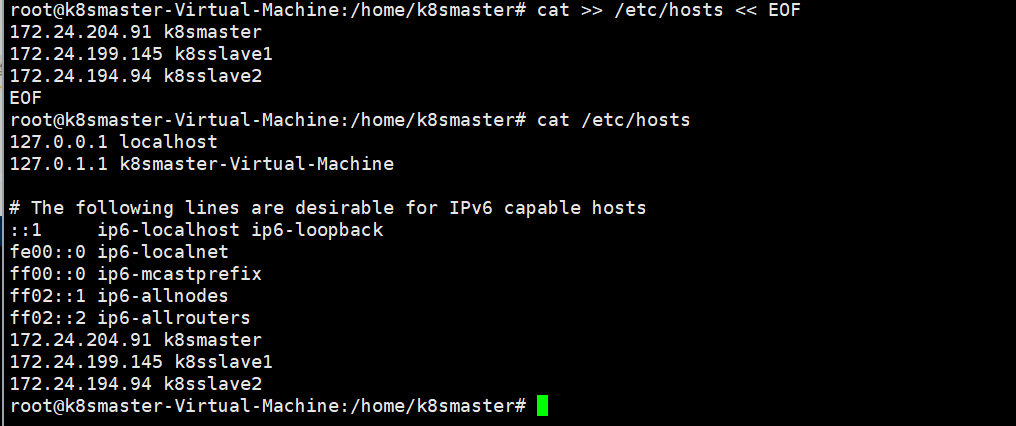 root@k8smaster-Virtual-Machine:/home/k8smaster# cat >> /etc/hosts << EOF
172.24.204.91 k8smaster
172.24.199.145 k8sslave1
172.24.194.94 k8sslave2
EOF
root@k8smaster-Virtual-Machine:/home/k8smaster# cat /etc/hosts
127.0.0.1 localhost
127.0.1.1 k8smaster-Virtual-Machine

# The following lines are desirable for IPv6 capable hosts
::1     ip6-localhost ip6-loopback
fe00::0 ip6-localnet
ff00::0 ip6-mcastprefix
ff02::1 ip6-allnodes
ff02::2 ip6-allrouters
172.24.204.91 k8smaster
172.24.199.145 k8sslave1
172.24.194.94 k8sslave2
root@k8smaster-Virtual-Machine:/home/k8smaster#